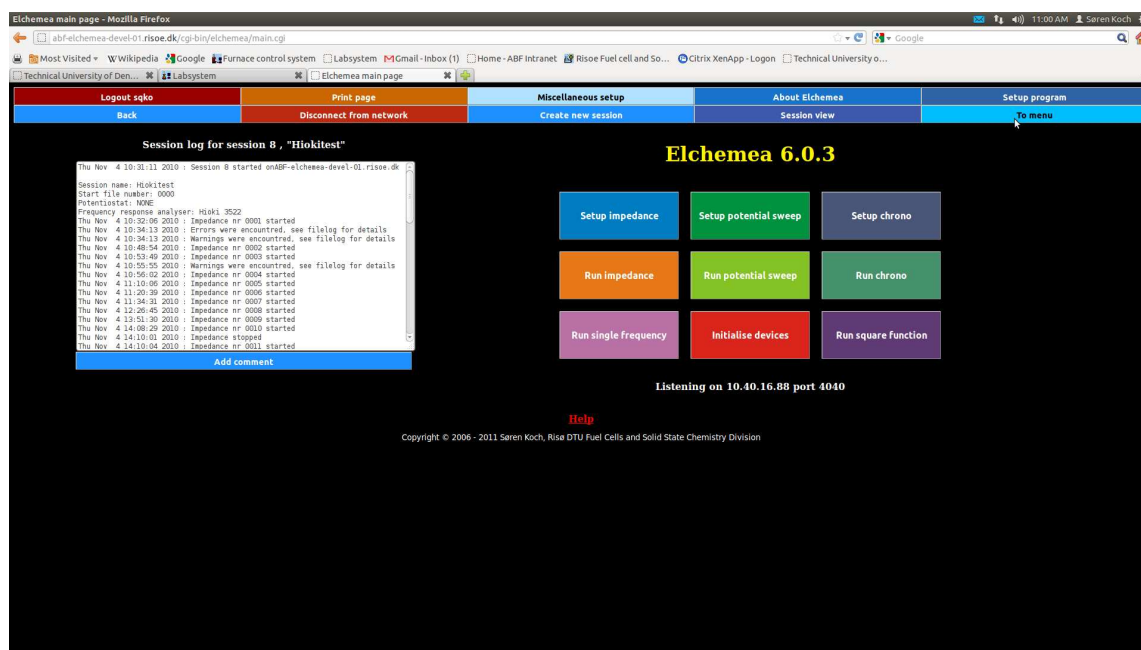 Elchemea main page - Mozilla Firefox
11:00 AM Søren Koch
abf-elchemea-devel-01.risoe.dk/cgi-bin/elchemea/main.cgi
Google
Most Visited Wikipedia Google Furnace control system Labsystem Gmail - Inbox (1) Home - ABF Intranet Risoe Fuel cell and So... Citrix XenApp - Logon Technical University o...
Technical University of Den... Labsystem Elchemea main page
Logout sqko Print page Miscellaneous setup About Elchemea Setup program
Back Disconnect from network Create new session Session view To menu
Session log for session 8 , "Hiokitest"
Thu Nov 4 10:31:11 2010 : Session 8 started onABF-elchemea-devel-01.risoe.dk
Session name: Hiokitest
Start file number: 0000
Potentiostat: NONE
Frequency response analyser: Hioki 3522
Thu Nov 4 10:32:06 2010 : Impedance nr 0001 started
Thu Nov 4 10:34:13 2010 : Errors were encountred, see filelog for details
Thu Nov 4 10:34:13 2010 : Warnings were encountred, see filelog for details
Thu Nov 4 10:48:54 2010 : Impedance nr 0002 started
Thu Nov 4 10:53:49 2010 : Impedance nr 0003 started
Thu Nov 4 10:55:55 2010 : Warnings were encountred, see filelog for details
Thu Nov 4 10:56:02 2010 : Impedance nr 0004 started
Thu Nov 4 11:10:06 2010 : Impedance nr 0005 started
Thu Nov 4 11:20:39 2010 : Impedance nr 0006 started
Thu Nov 4 11:34:31 2010 : Impedance nr 0007 started
Thu Nov 4 12:26:45 2010 : Impedance nr 0008 started
Thu Nov 4 13:51:30 2010 : Impedance nr 0009 started
Thu Nov 4 14:08:29 2010 : Impedance nr 0010 started
Thu Nov 4 14:10:01 2010 : Impedance stopped
Thu Nov 4 14:10:04 2010 : Impedance nr 0011 started
Add comment
Elchemea 6.0.3
Setup impedance Setup potential sweep Setup chrono
Run impedance Run potential sweep Run chrono
Run single frequency Initialise devices Run square function
Listening on 10.40.16.88 port 4040
Help
Copyright © 2006 - 2011 Søren Koch, Risø DTU Fuel Cells and Solid State Chemistry Division